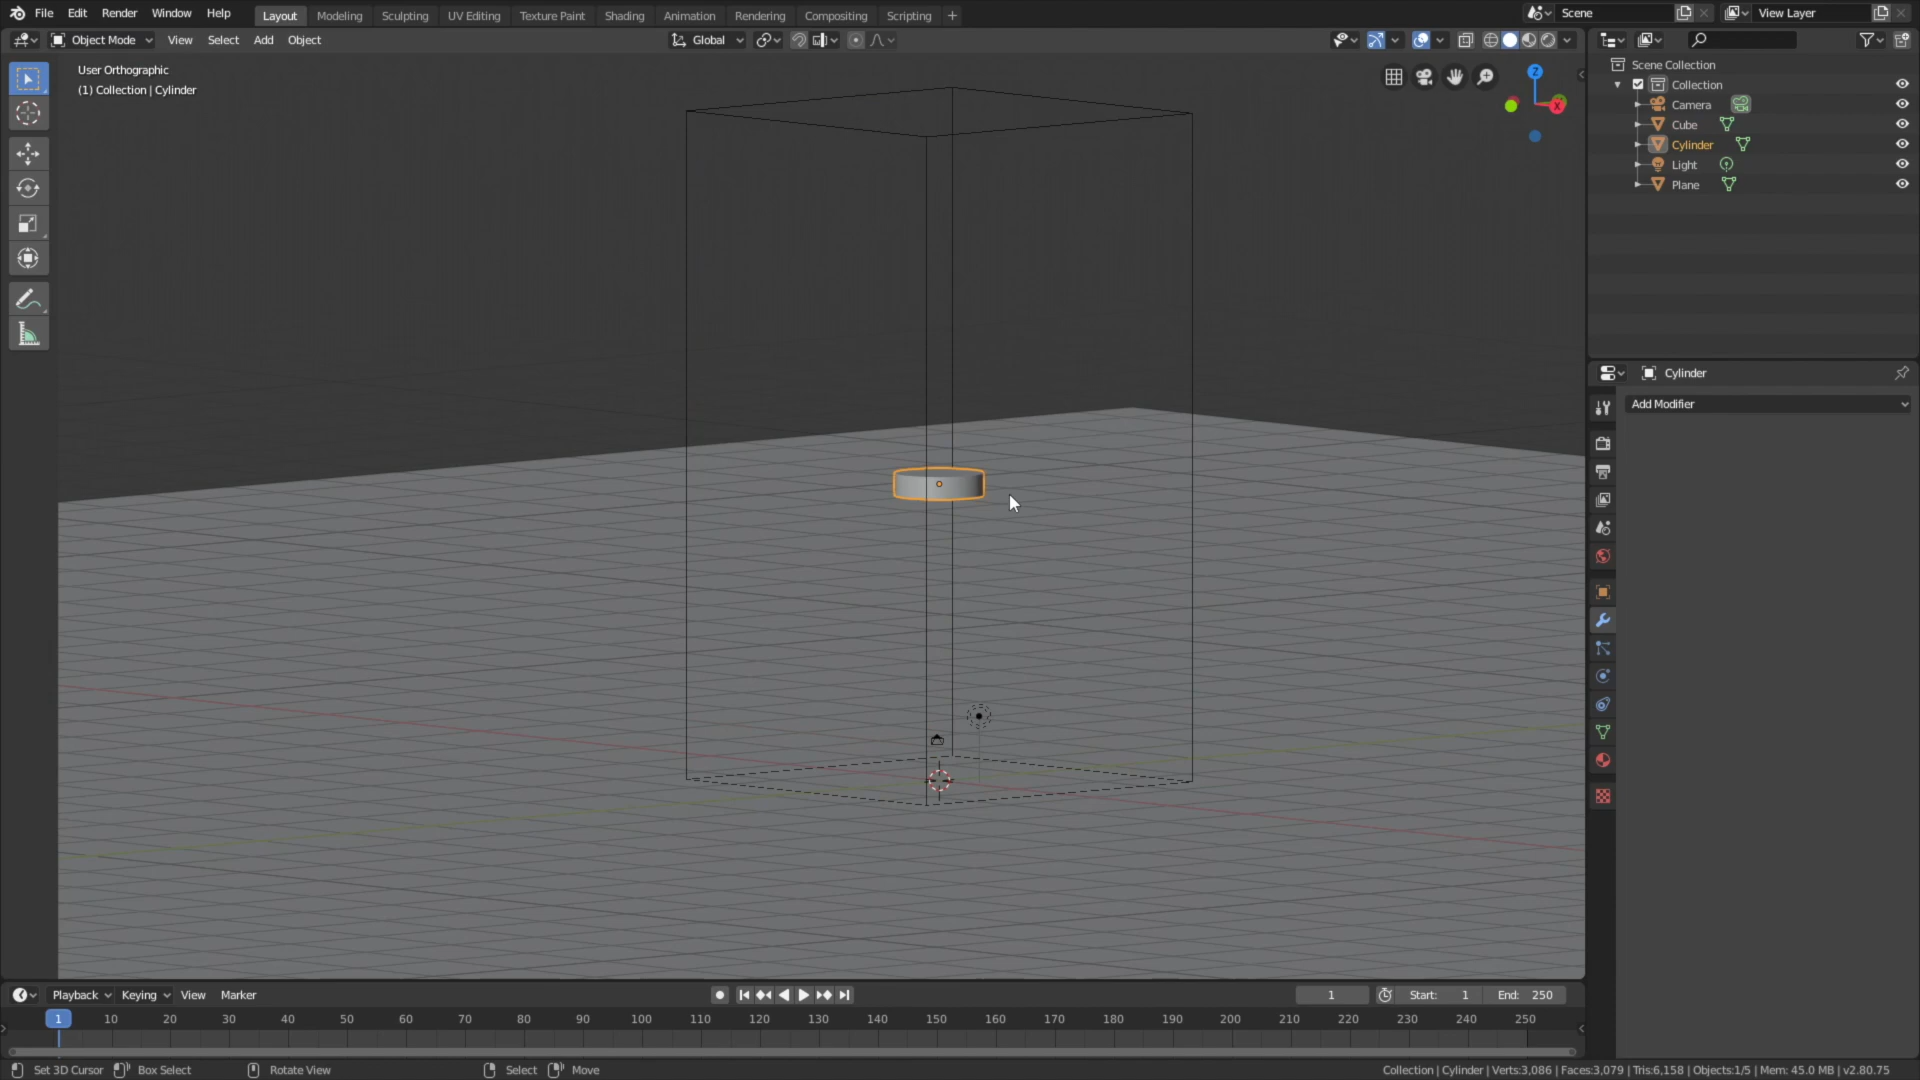 File Edit Render Window Help Layout Modeling Sculpting UV Editing Texture Paint Shading Animation Rendering Compositing Scripting + Scene View Layer
Object Mode View Select Add Object Global
User Orthographic
(1) Collection | Cylinder
Z
X
Scene Collection
Collection
Camera
Cube
Cylinder
Light
Plane
Cylinder
Add Modifier
Playback Keying View Marker 1 Start: 1 End: 250
1 10 20 30 40 50 60 70 80 90 100 110 120 130 140 150 160 170 180 190 200 210 220 230 240 250
Set 3D Cursor Box Select Rotate View Select Move Collection | Cylinder | Verts:3,086 | Faces:3,079 | Tris:6,158 | Objects:1/5 | Mem: 45.0 MB | v2.80.75